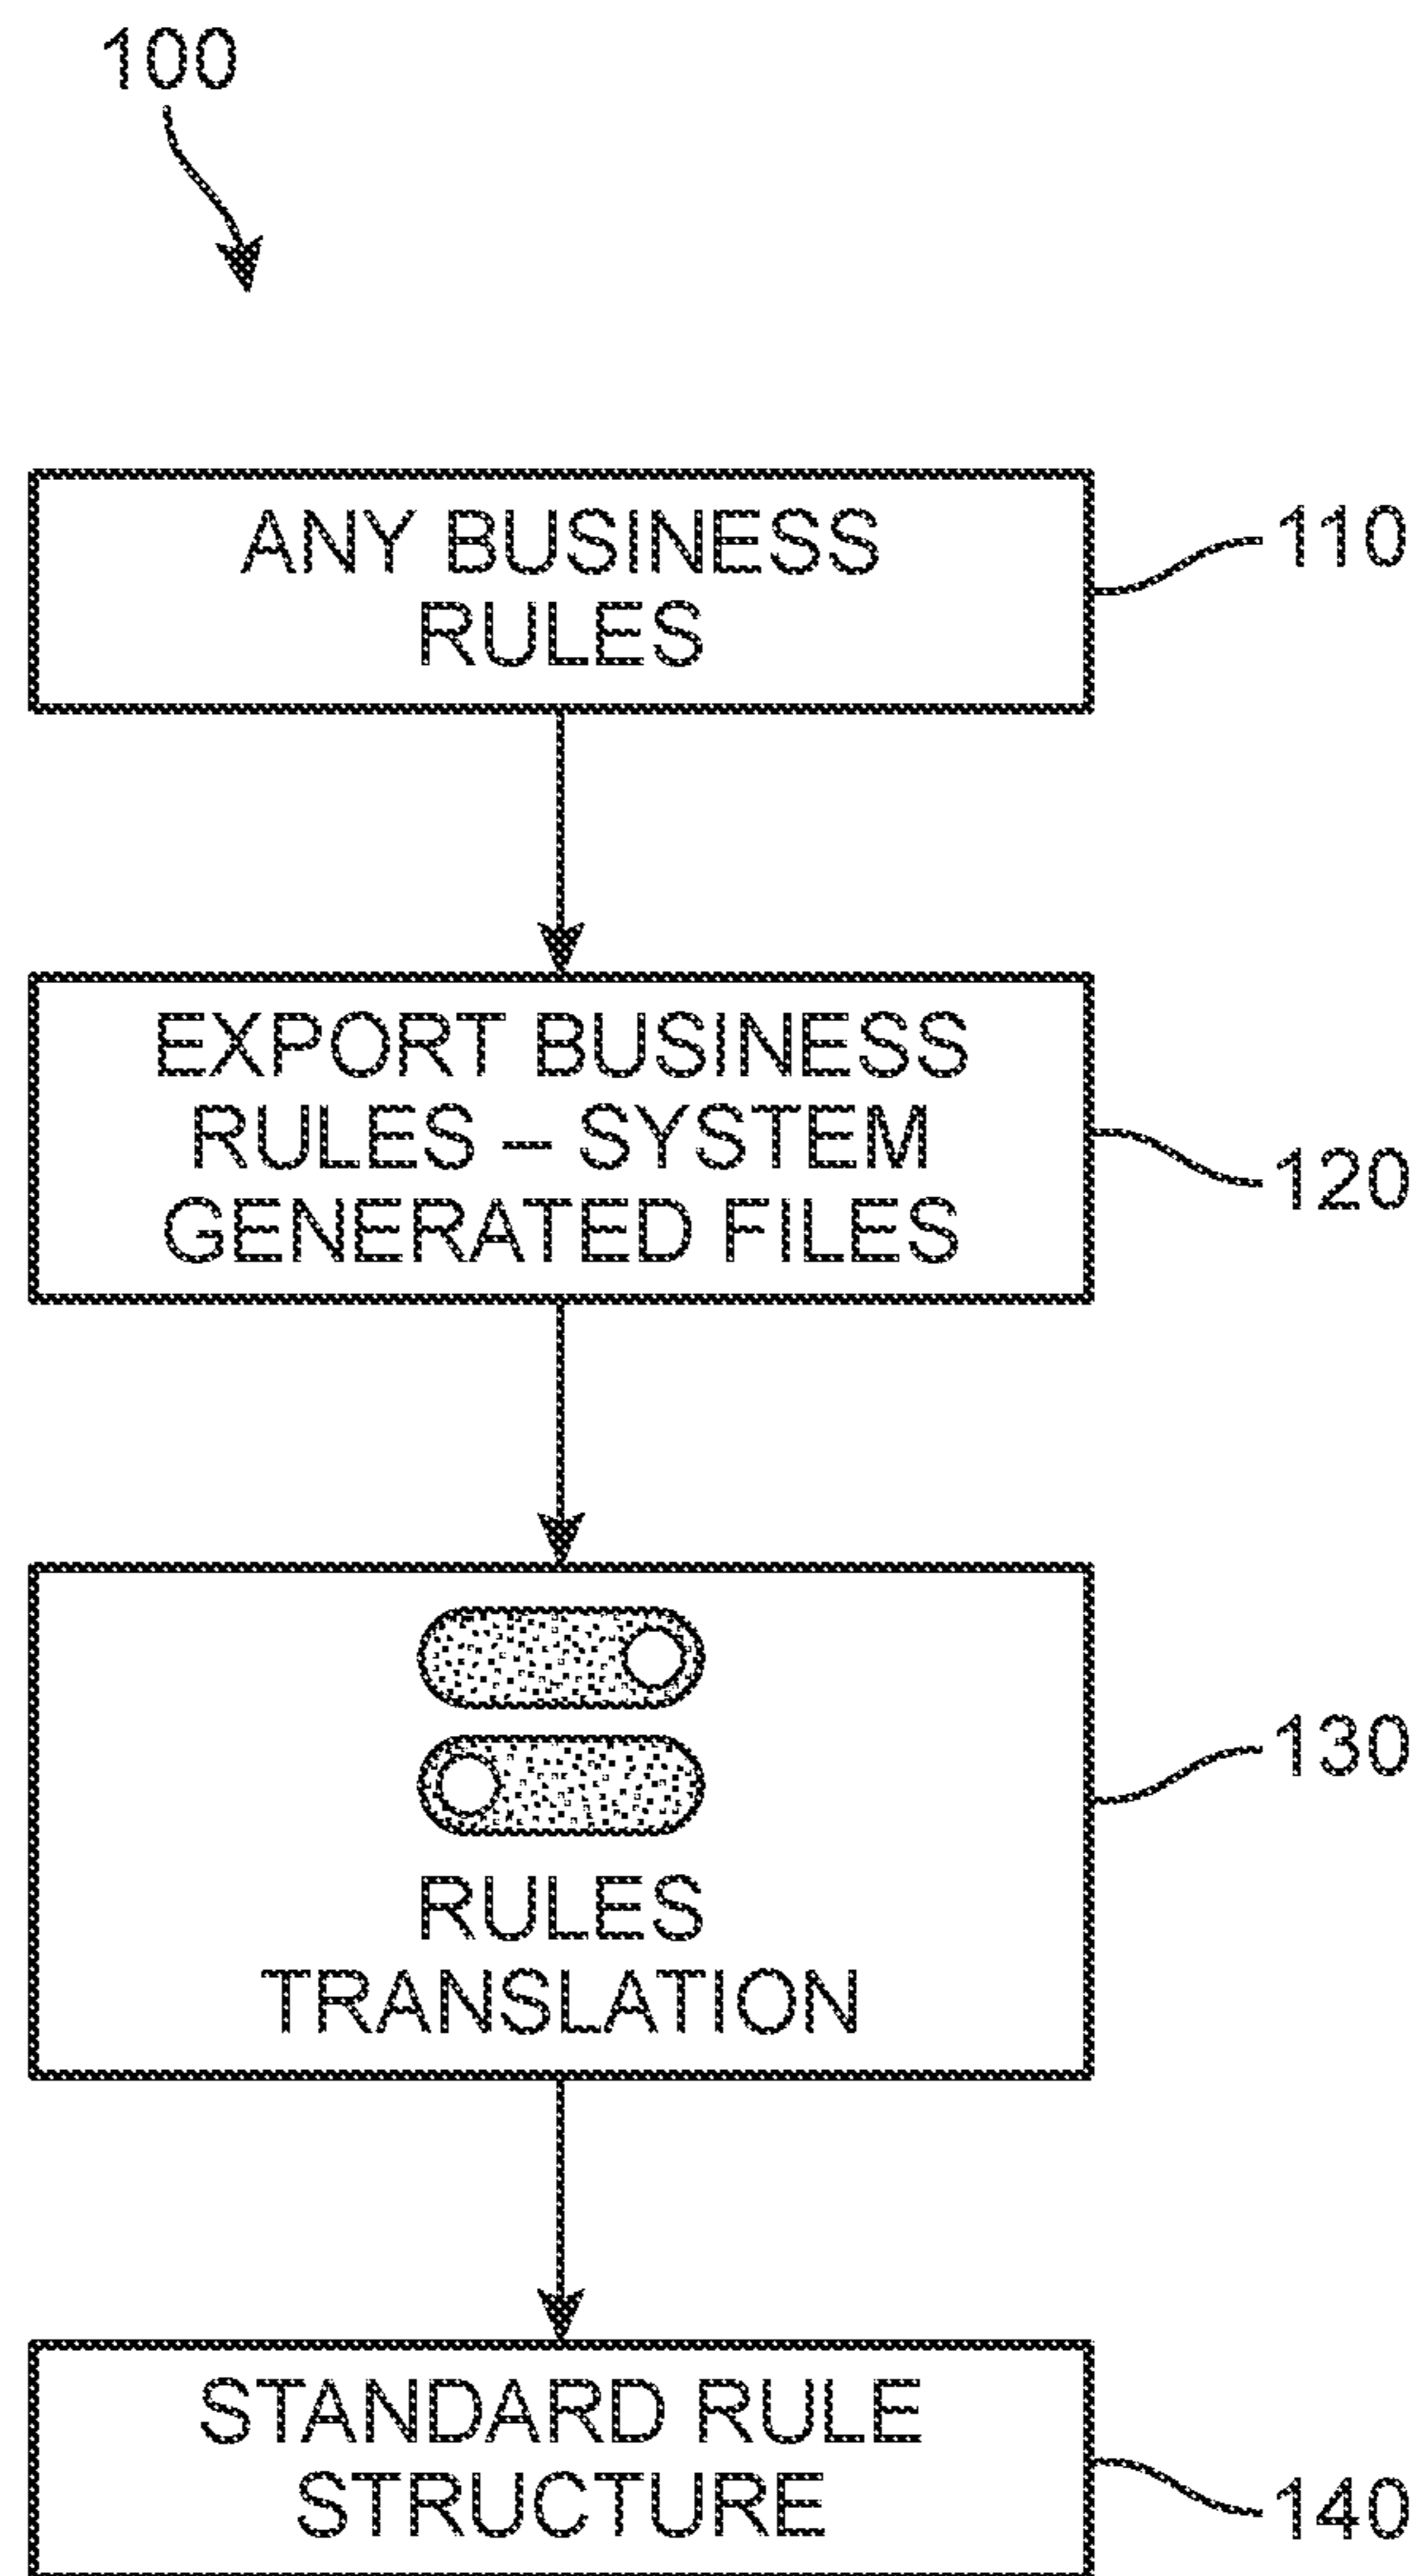 100
ANY BUSINESS
RULES
110
EXPORT BUSINESS
RULES – SYSTEM
GENERATED FILES
120
RULES
TRANSLATION
130
STANDARD RULE
STRUCTURE
140